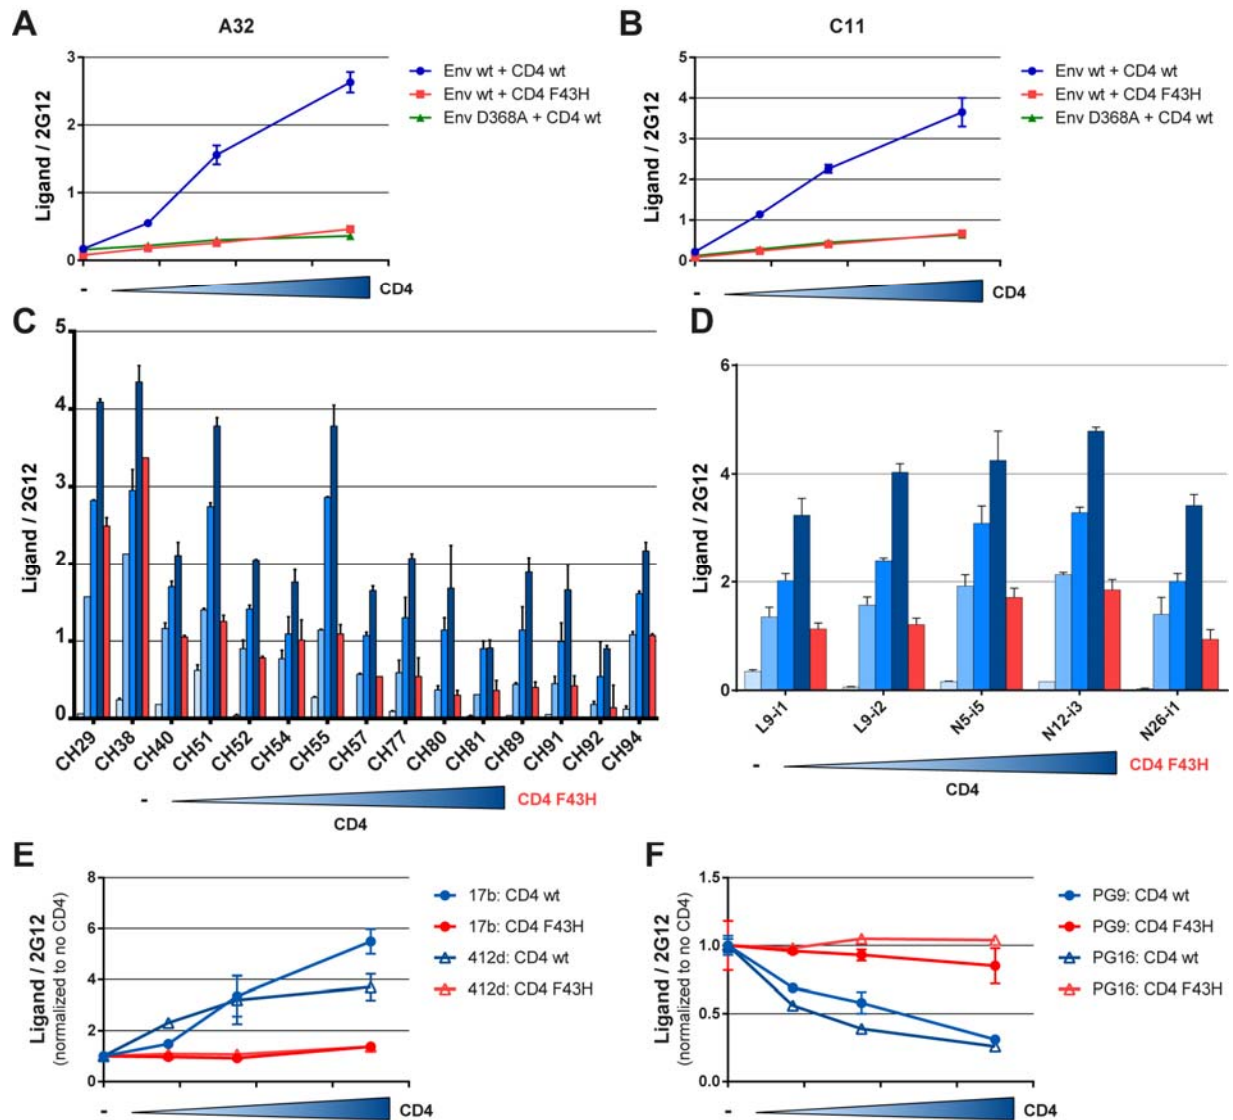 A
A32
Ligand / 2G12
3
2
1
0
Env wt + CD4 wt
Env wt + CD4 F43H
Env D368A + CD4 wt
-
CD4
B
C11
Ligand / 2G12
5
4
3
2
1
0
Env wt + CD4 wt
Env wt + CD4 F43H
Env D368A + CD4 wt
-
CD4
C
Ligand / 2G12
5
4
3
2
1
0
CH29
CH38
CH40
CH51
CH52
CH54
CH55
CH57
CH77
CH80
CH81
CH89
CH91
CH92
CH94
-
CD4 F43H
CD4
D
Ligand / 2G12
6
4
2
0
L9-i1
L9-i2
N5-i5
N12-i3
N26-i1
-
CD4 F43H
CD4
E
Ligand / 2G12
(normalized to no CD4)
8
6
4
2
0
17b: CD4 wt
17b: CD4 F43H
412d: CD4 wt
412d: CD4 F43H
-
CD4
F
Ligand / 2G12
(normalized to no CD4)
1.5
1.0
0.5
0.0
PG9: CD4 wt
PG9: CD4 F43H
PG16: CD4 wt
PG16: CD4 F43H
-
CD4